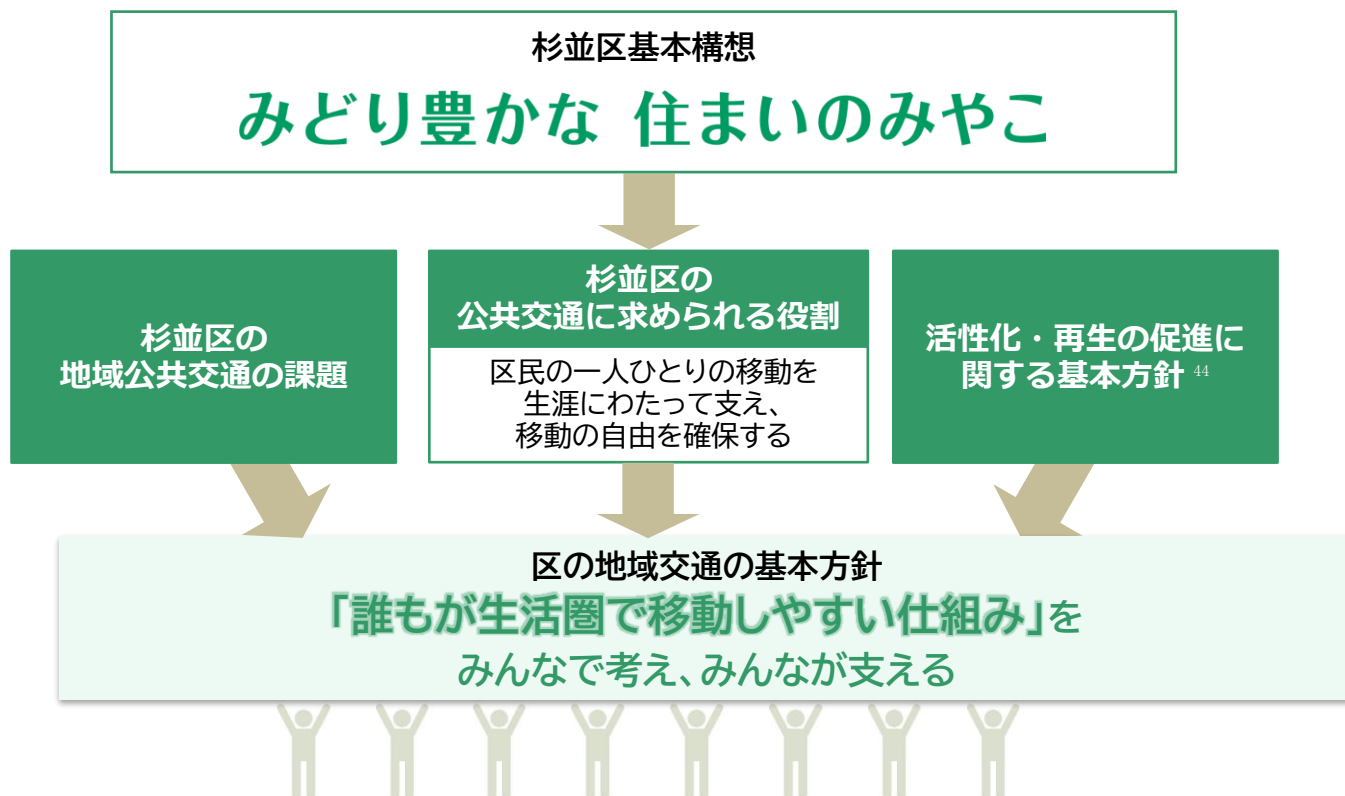 杉並区基本構想
みどり豊かな 住まいのみやこ
杉並区の
地域公共交通の課題
杉並区の
公共交通に求められる役割
区民の一人ひとりの移動を
生涯にわたって支え、
移動の自由を確保する
活性化・再生の促進に
関する基本方針 44
区の地域交通の基本方針
「誰もが生活圏で移動しやすい仕組み」を
みんなで考え、みんなが支える